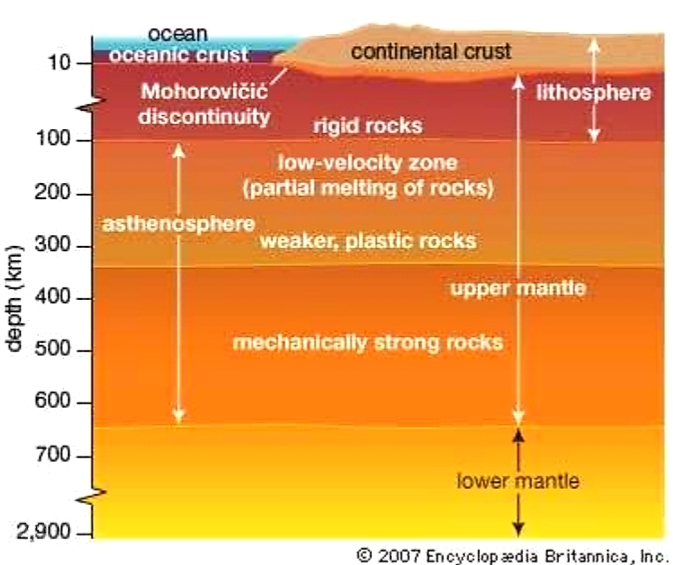 ocean
oceanic crust
continental crust
10
Mohorovičić
discontinuity
lithosphere
rigid rocks
100
low-velocity zone
(partial melting of rocks)
200
asthenosphere
weaker, plastic rocks
300
depth (km)
upper mantle
400
mechanically strong rocks
500
600
700
lower mantle
2,900
© 2007 Encyclopædia Britannica, Inc.